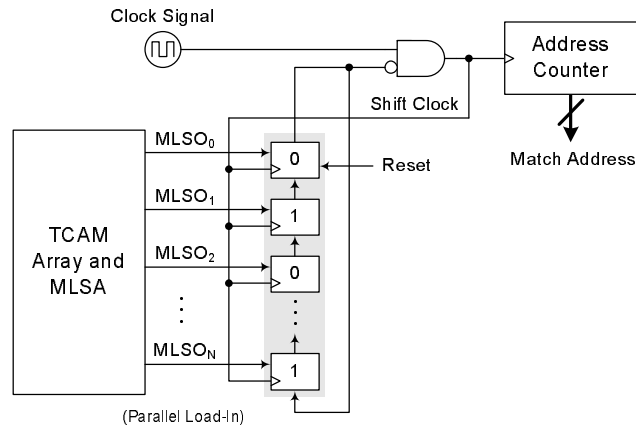 Clock Signal
Address
Counter
Shift Clock
Match Address
TCAM
Array and
MLSA
MLSO0
0
Reset
MLSO1
1
MLSO2
0
MLSON
1
(Parallel Load-In)